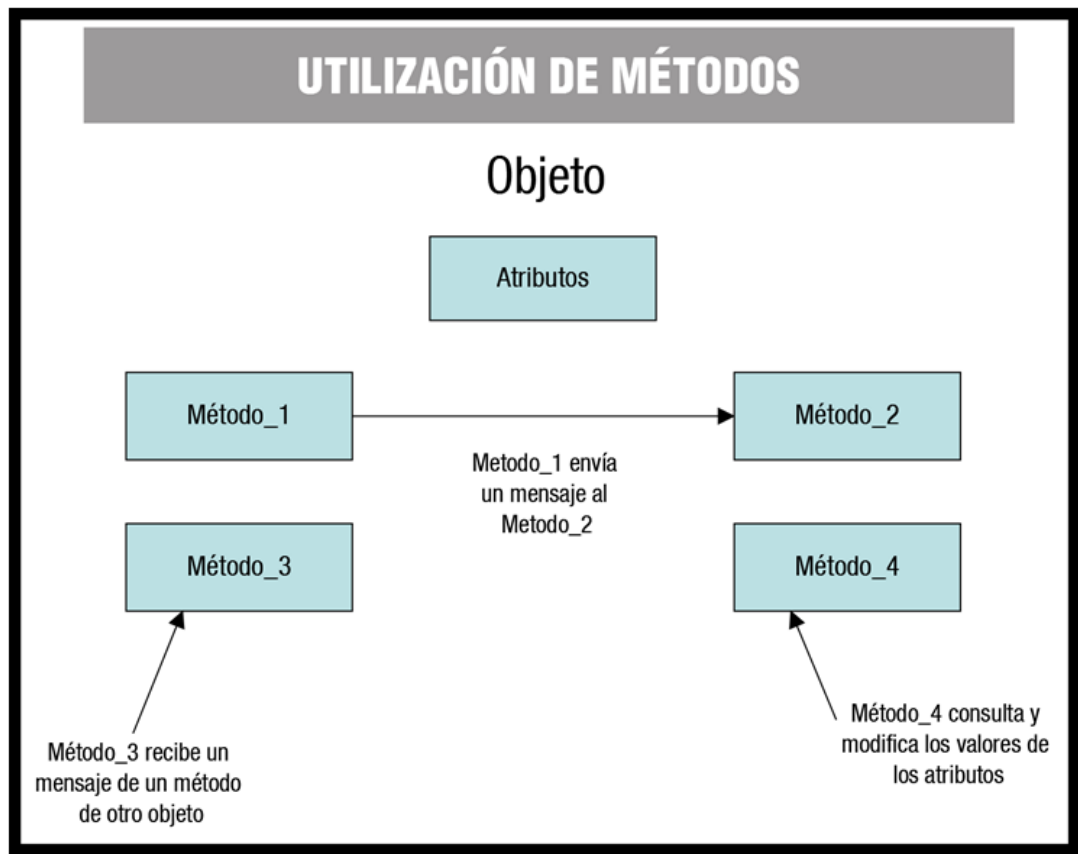 UTILIZACIÓN DE MÉTODOS
Objeto
Atributos
Método_1
Método_2
Metodo_1 envía
un mensaje al
Metodo_2
Método_3
Método_4
Método_3 recibe un
mensaje de un método
de otro objeto
Método_4 consulta y
modifica los valores de
los atributos